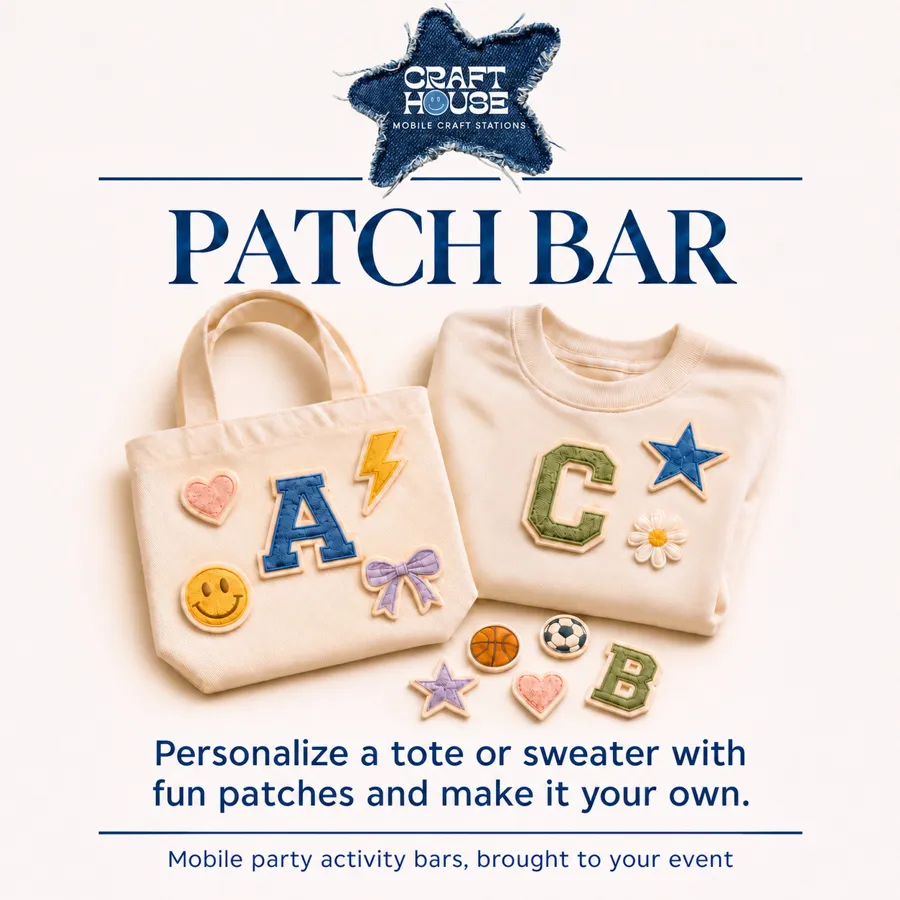 CRAFT
HOUSE
MOBILE CRAFT STATIONS
PATCH BAR
A
C
B
Personalize a tote or sweater with
fun patches and make it your own.
Mobile party activity bars, brought to your event